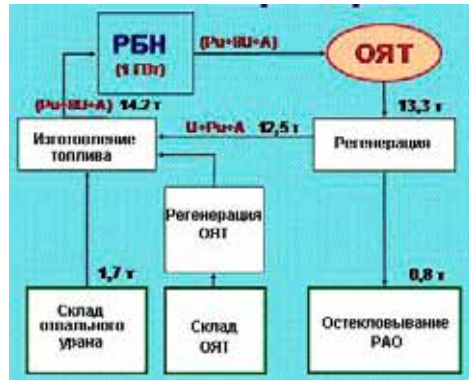 РБН (Pu+8U+A) ОЯТ
(1 ГВт)
(Pu+8U+A) 14.2 т 13,3 т
U+Pu+A 12,5 т
Изготовление
топлива
Регенерация
Регенерация
ОЯТ
1,7 т 0,8 т
Склад
отвального
урана
Склад
ОЯТ
Остекловывание
РАО